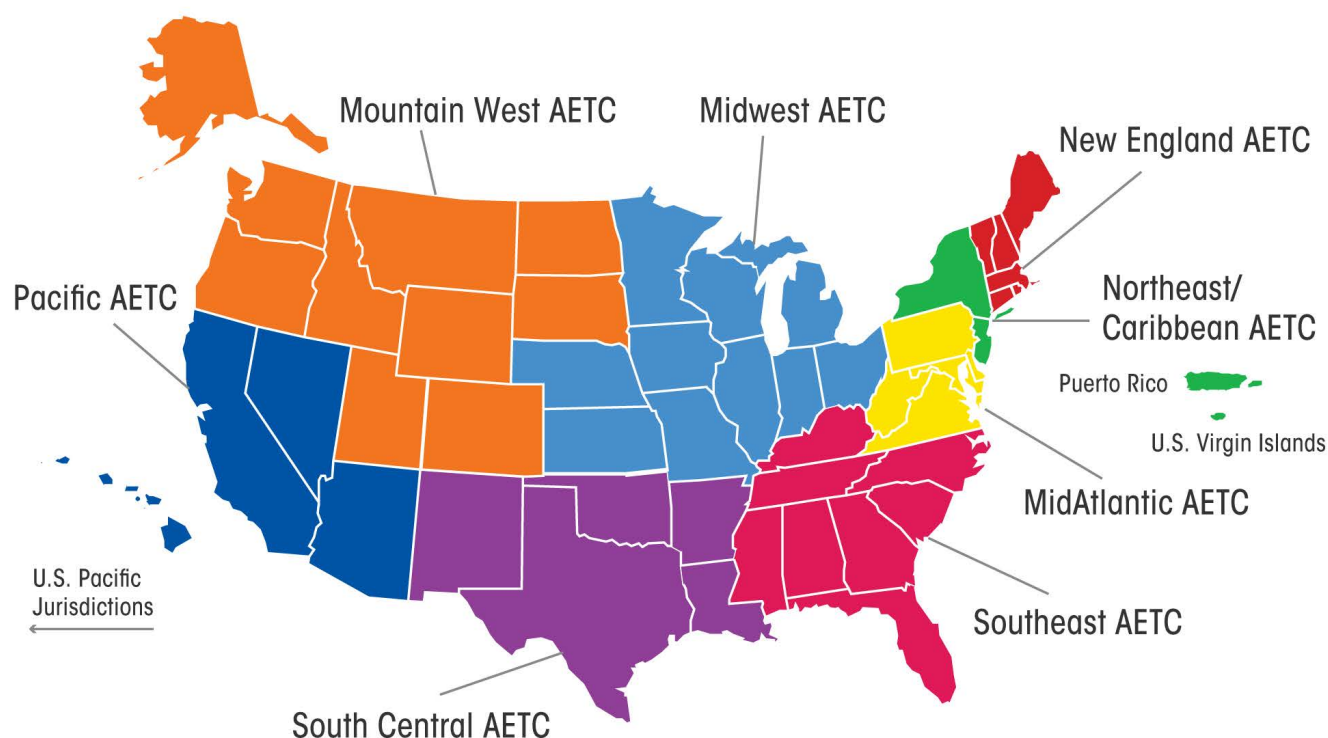 Mountain West AETC
Midwest AETC
New England AETC
Pacific AETC
Northeast/
Caribbean AETC
Puerto Rico
U.S. Virgin Islands
MidAtlantic AETC
U.S. Pacific
Jurisdictions
Southeast AETC
South Central AETC